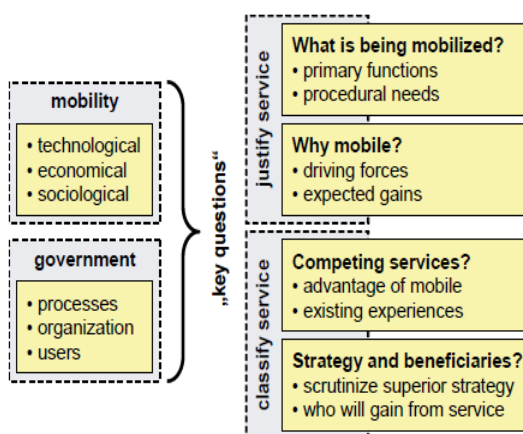 mobility
• technological
• economical
• sociological
government
• processes
• organization
• users
„key questions“
justify service
What is being mobilized?
• primary functions
• procedural needs
Why mobile?
• driving forces
• expected gains
classify service
Competing services?
• advantage of mobile
• existing experiences
Strategy and beneficiaries?
• scrutinize superior strategy
• who will gain from service